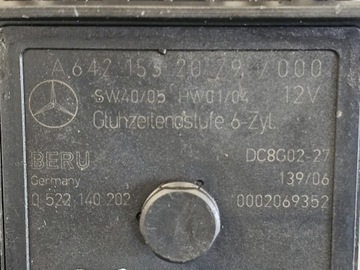 A 642 153 20 79 / 000
SW40/05 HW01/04 12V
Glühzeitendstufe 6-Zyl.
BERU DC8G02-27
Germany 139/06
0 522 140 202 0002069352